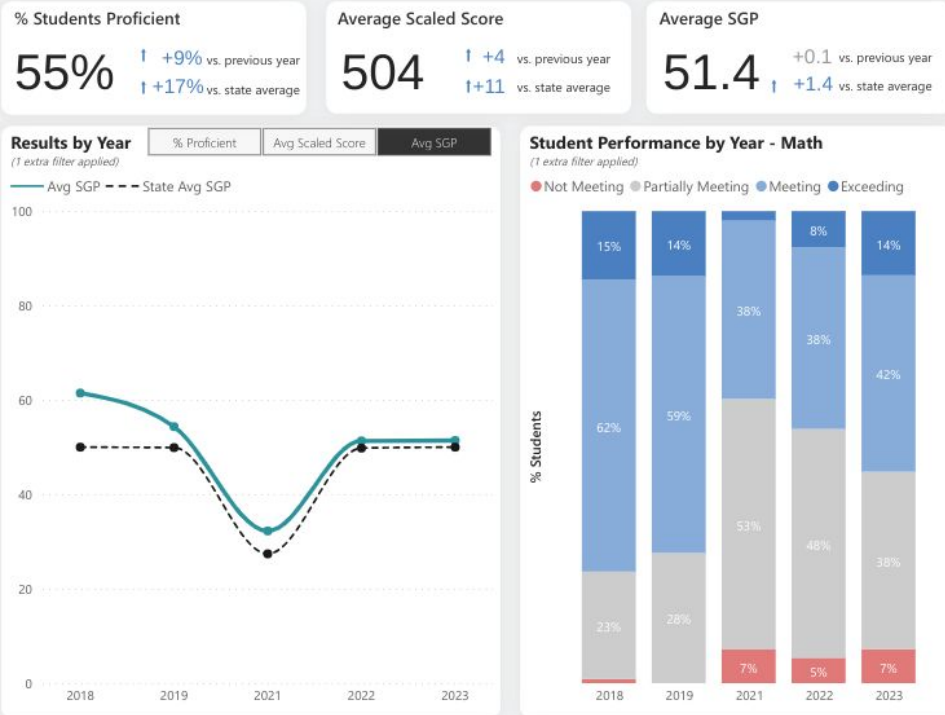 % Students Proficient
55%
+9% vs. previous year
+17% vs. state average
Average Scaled Score
504
+4 vs. previous year
+11 vs. state average
Average SGP
51.4
+0.1 vs. previous year
+1.4 vs. state average
Results by Year
% Proficient
Avg Scaled Score
Avg SGP
(1 extra filter applied)
Avg SGP
State Avg SGP
100
80
60
40
20
0
2018 2019 2021 2022 2023
Student Performance by Year - Math
(1 extra filter applied)
Not Meeting Partially Meeting Meeting Exceeding
% Students
15%
62%
23%
14%
59%
28%
38%
53%
7%
8%
38%
48%
5%
14%
42%
38%
7%
2018 2019 2021 2022 2023